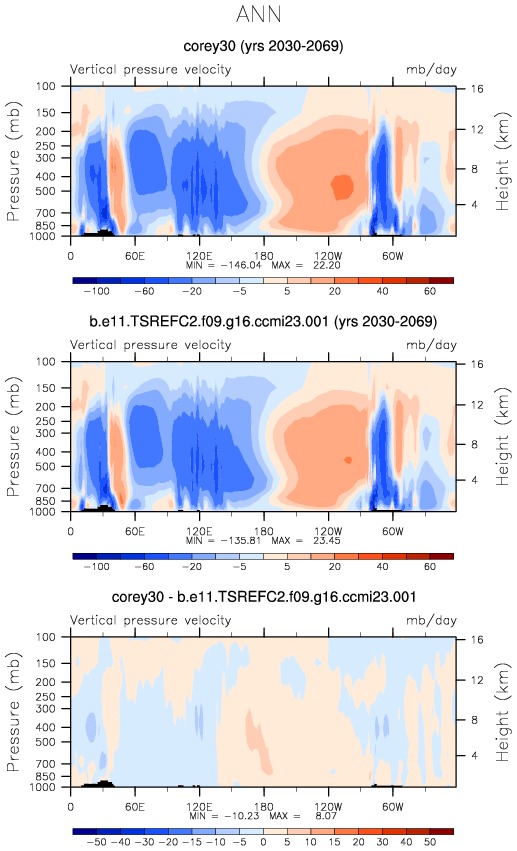 ANN
corey30 (yrs 2030-2069)
Vertical pressure velocity mb/day
Pressure (mb)
100
150
200
250
300
400
500
700
850
1000
16
12
8
4
Height (km)
0 60E 120E 180 120W 60W
MIN = -146.04 MAX = 22.20
-100 -60 -20 -5 5 20 40 60
b.e11.TSREFC2.f09.g16.ccmi23.001 (yrs 2030-2069)
Vertical pressure velocity mb/day
Pressure (mb)
100
150
200
250
300
400
500
700
850
1000
16
12
8
4
Height (km)
0 60E 120E 180 120W 60W
MIN = -135.81 MAX = 23.45
-100 -60 -20 -5 5 20 40 60
corey30 - b.e11.TSREFC2.f09.g16.ccmi23.001
Vertical pressure velocity mb/day
Pressure (mb)
100
150
200
250
300
400
500
700
850
1000
16
12
8
4
Height (km)
0 60E 120E 180 120W 60W
MIN = -10.23 MAX = 8.07
-50 -40 -30 -20 -15 -10 -5 0 5 10 15 20 30 40 50